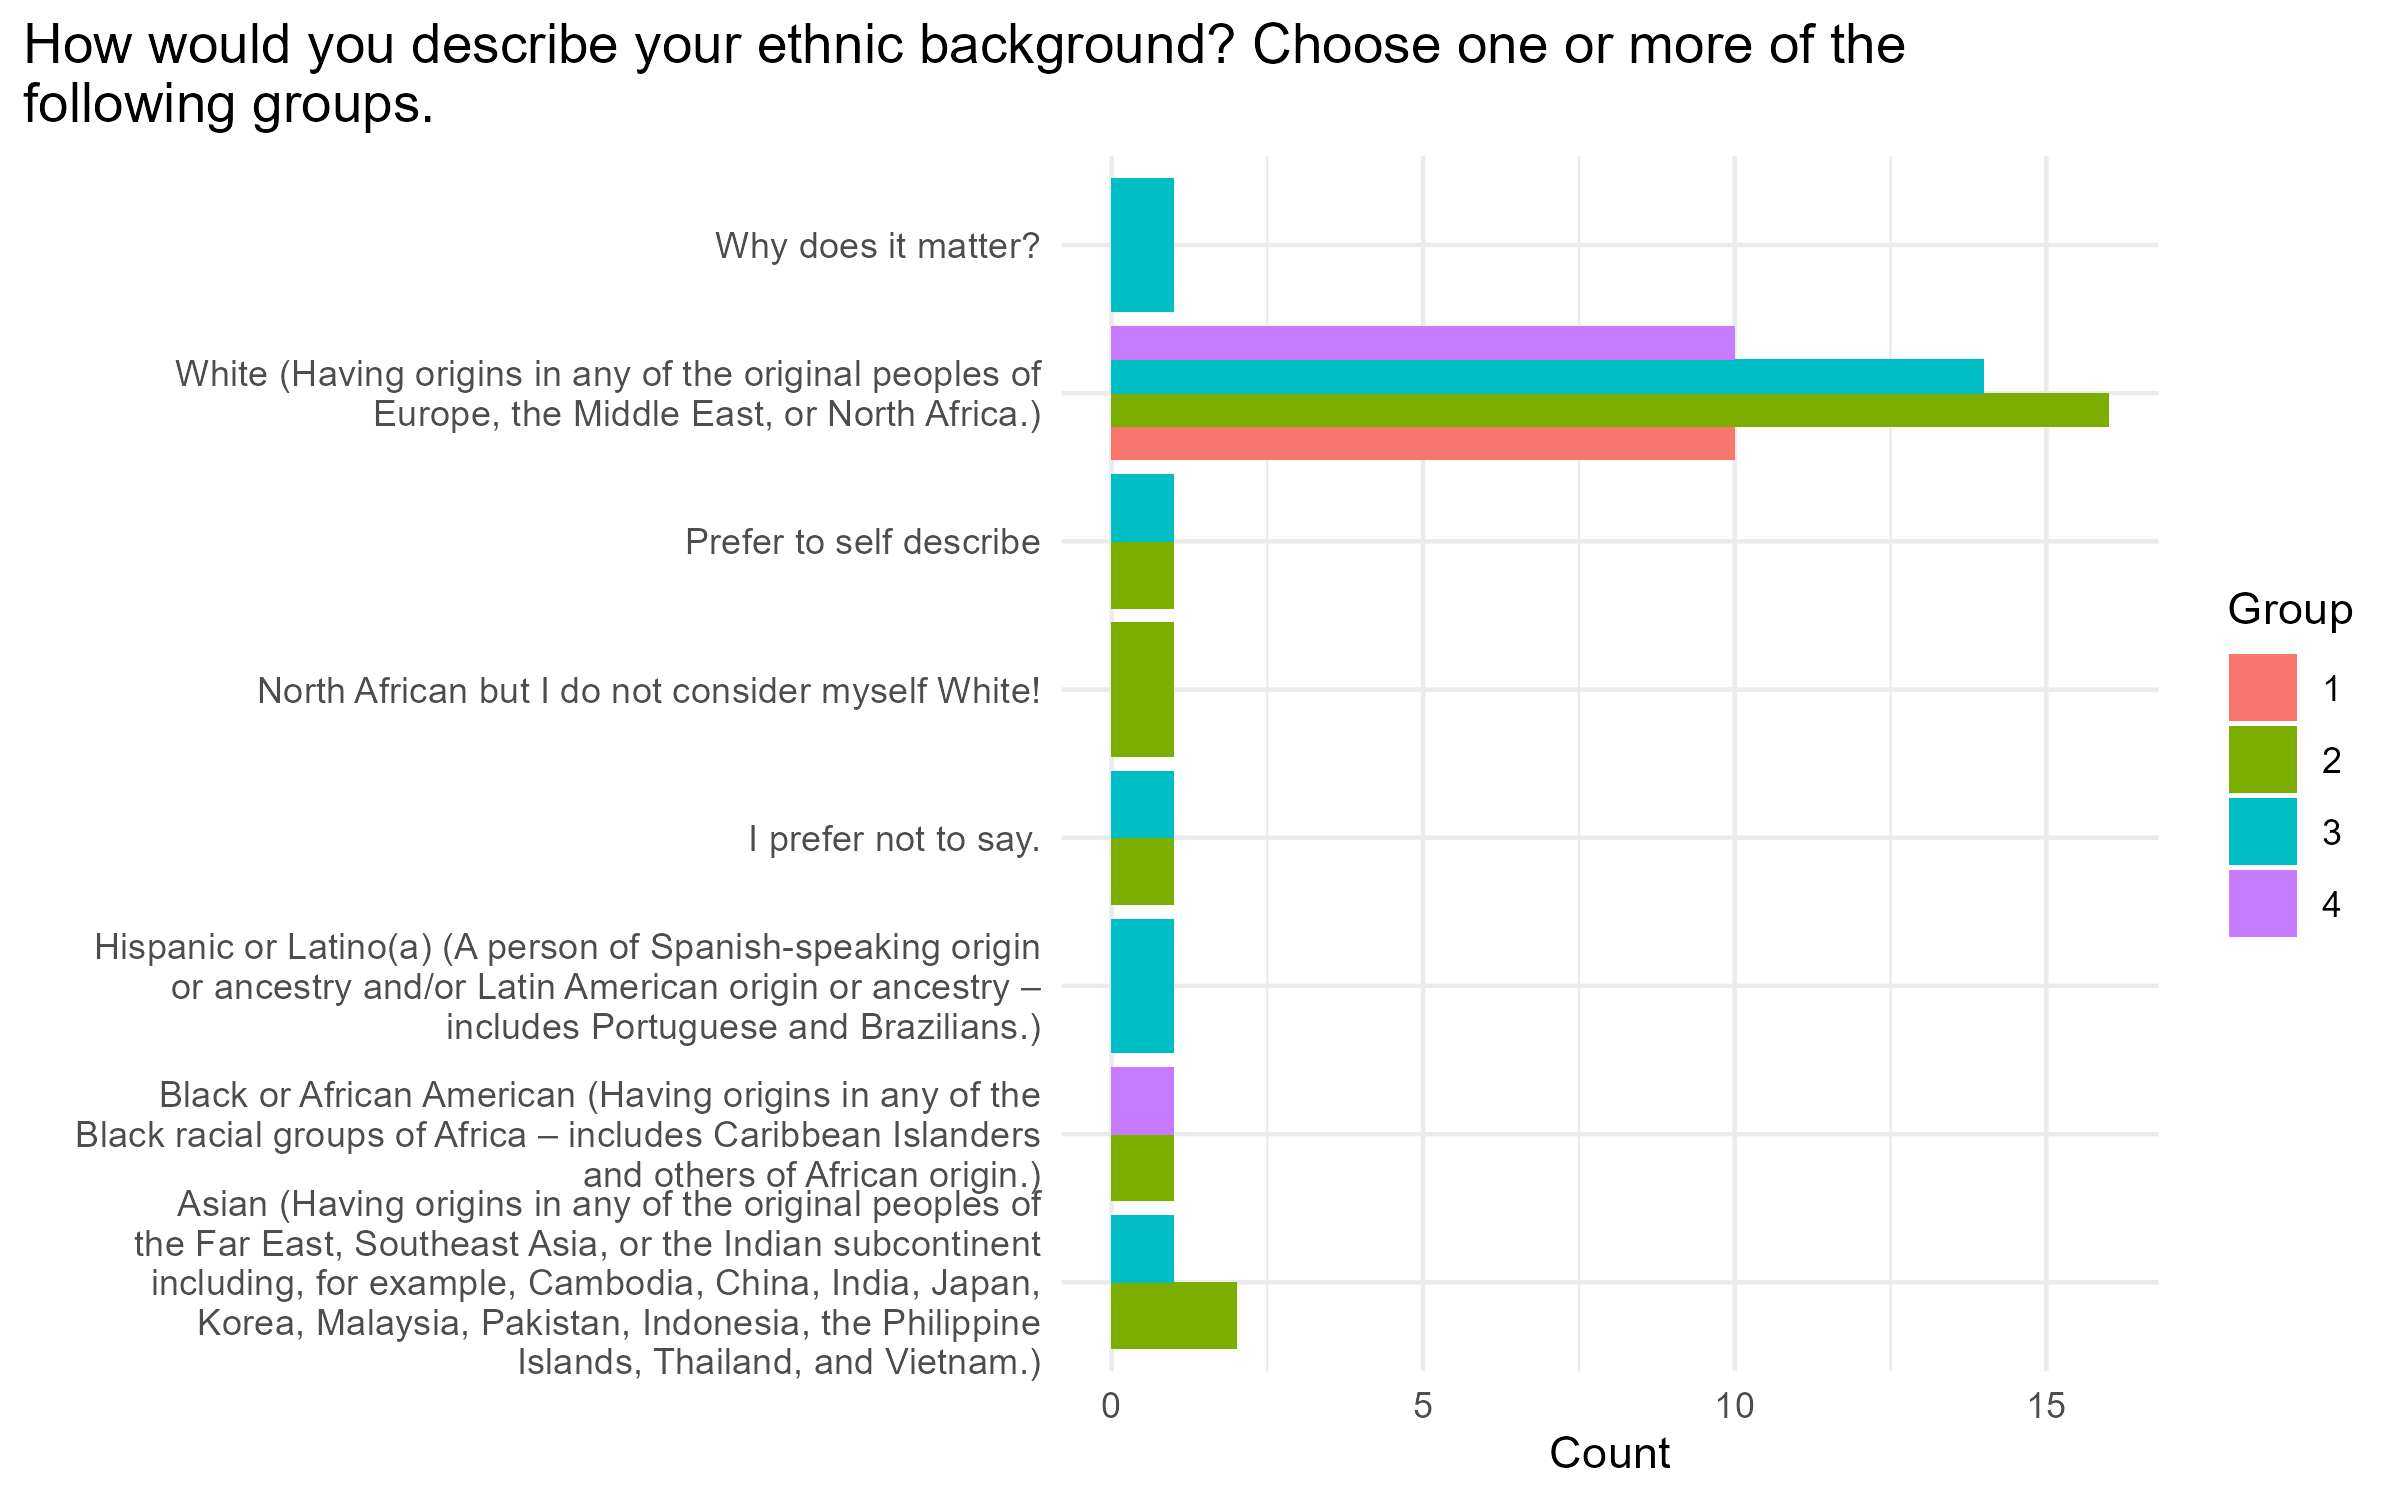 How would you describe your ethnic background? Choose one or more of the
following groups.
Why does it matter?
White (Having origins in any of the original peoples of
Europe, the Middle East, or North Africa.)
Prefer to self describe
North African but I do not consider myself White!
I prefer not to say.
Hispanic or Latino(a) (A person of Spanish-speaking origin
or ancestry and/or Latin American origin or ancestry –
includes Portuguese and Brazilians.)
Black or African American (Having origins in any of the
Black racial groups of Africa – includes Caribbean Islanders
and others of African origin.)
Asian (Having origins in any of the original peoples of
the Far East, Southeast Asia, or the Indian subcontinent
including, for example, Cambodia, China, India, Japan,
Korea, Malaysia, Pakistan, Indonesia, the Philippine
Islands, Thailand, and Vietnam.)
0 5 10 15
Count
Group
1
2
3
4